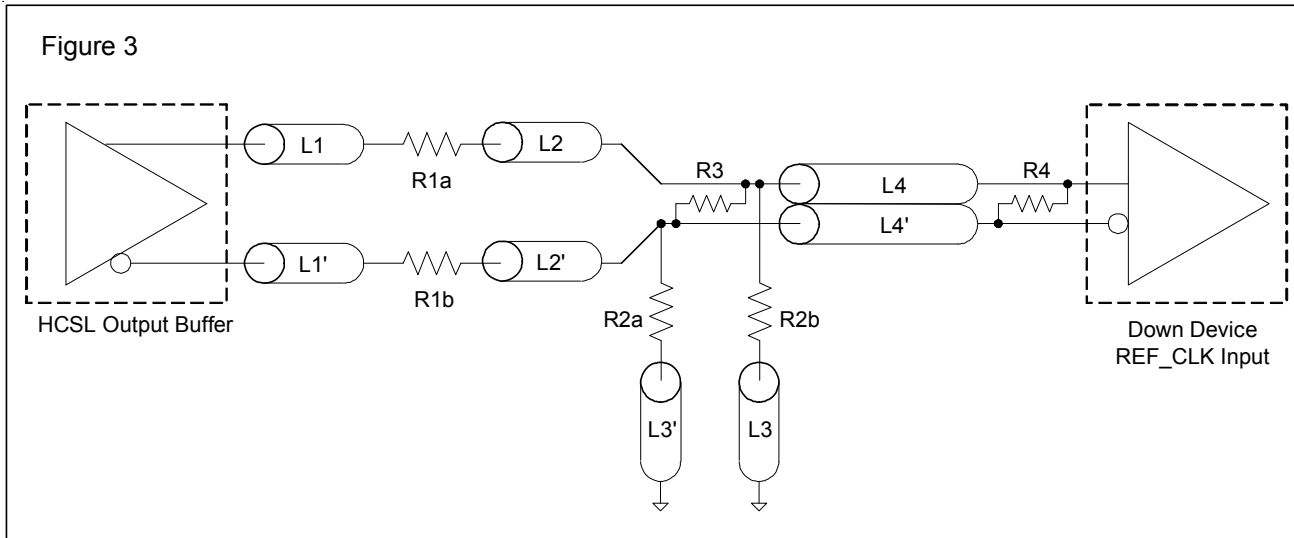 Figure 3
L1
R1a
L2
R3
L4
R4
L4'
L1'
R1b
L2'
HCSL Output Buffer
R2a
R2b
Down Device
REF_CLK Input
L3'
L3